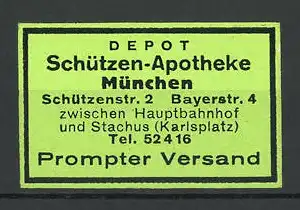 DEPOT
Schützen-Apotheke
München
Schützenstr. 2 Bayerstr. 4
zwischen Hauptbahnhof
und Stachus (Karlsplatz)
Tel. 52416
Prompter Versand